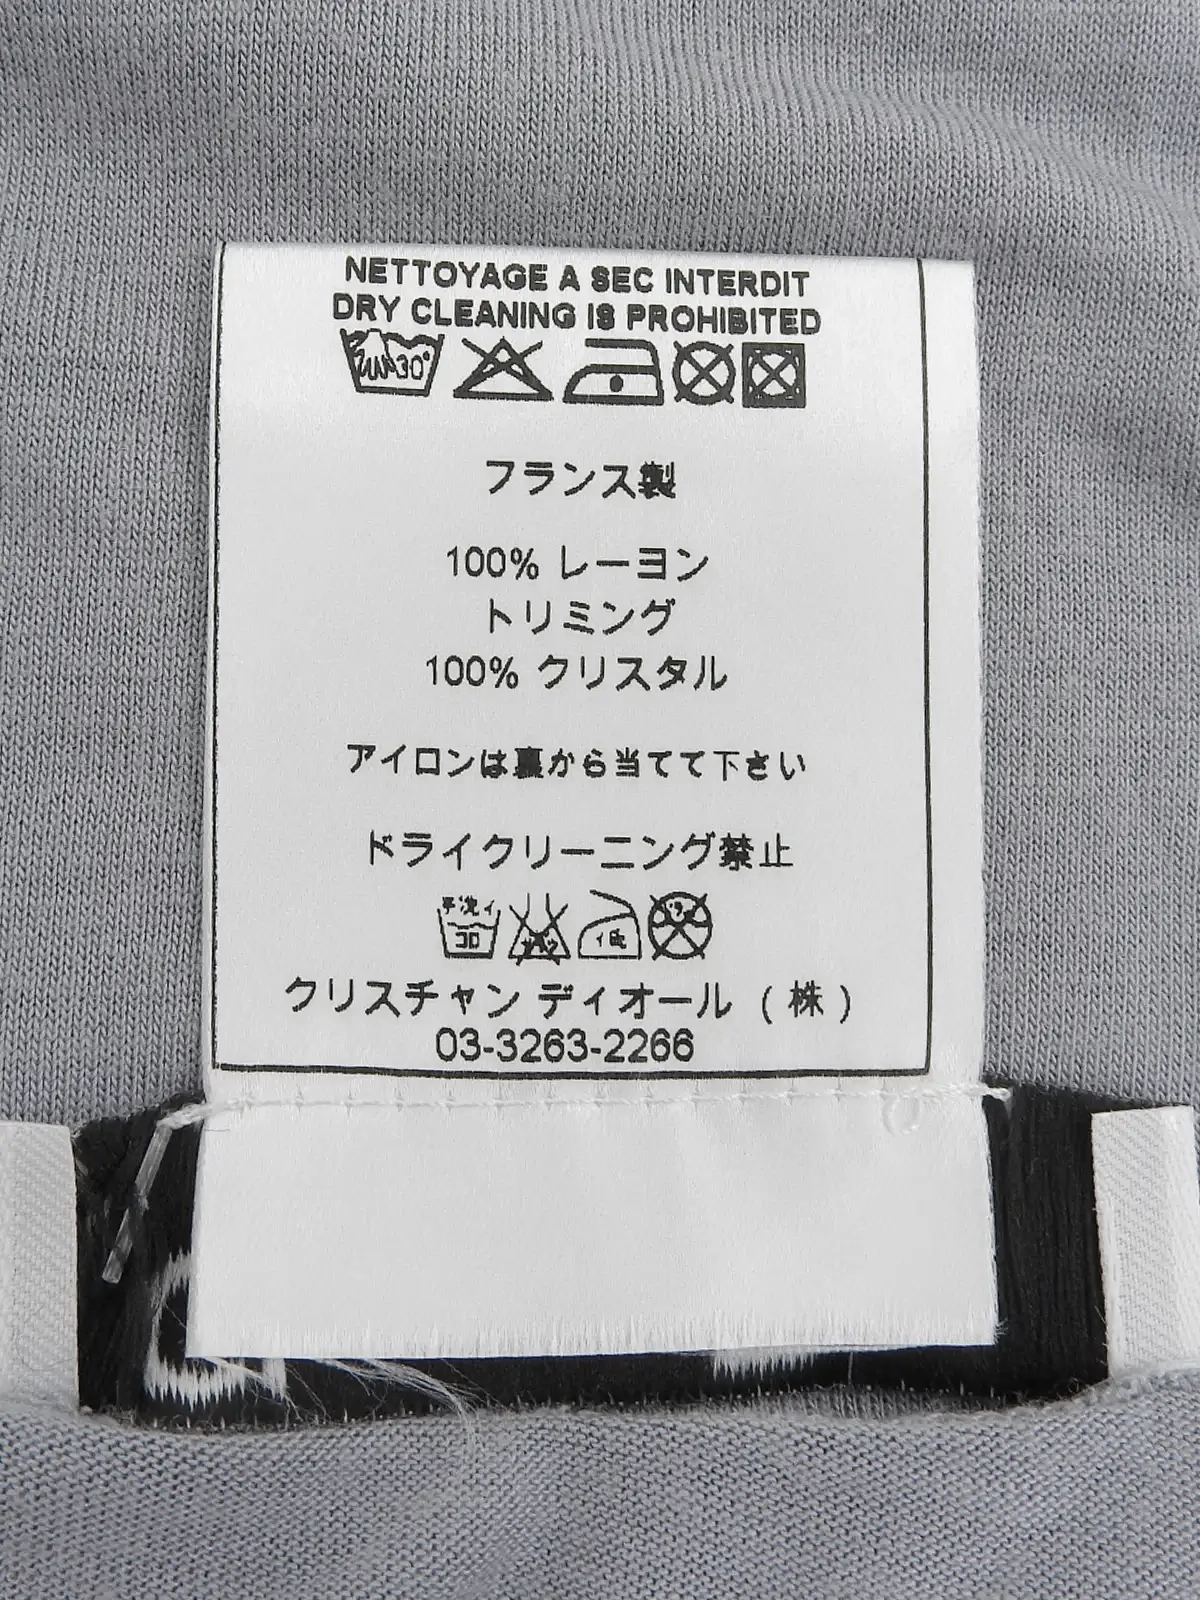 NETTOYAGE A SEC INTERDIT
DRY CLEANING IS PROHIBITED
30°
フランス製
100% レーヨン
トリミング
100% クリスタル
アイロンは裏から当てて下さい
ドライクリーニング禁止
手洗イ
30
低
クリスチャン ディオール (株)
03-3263-2266